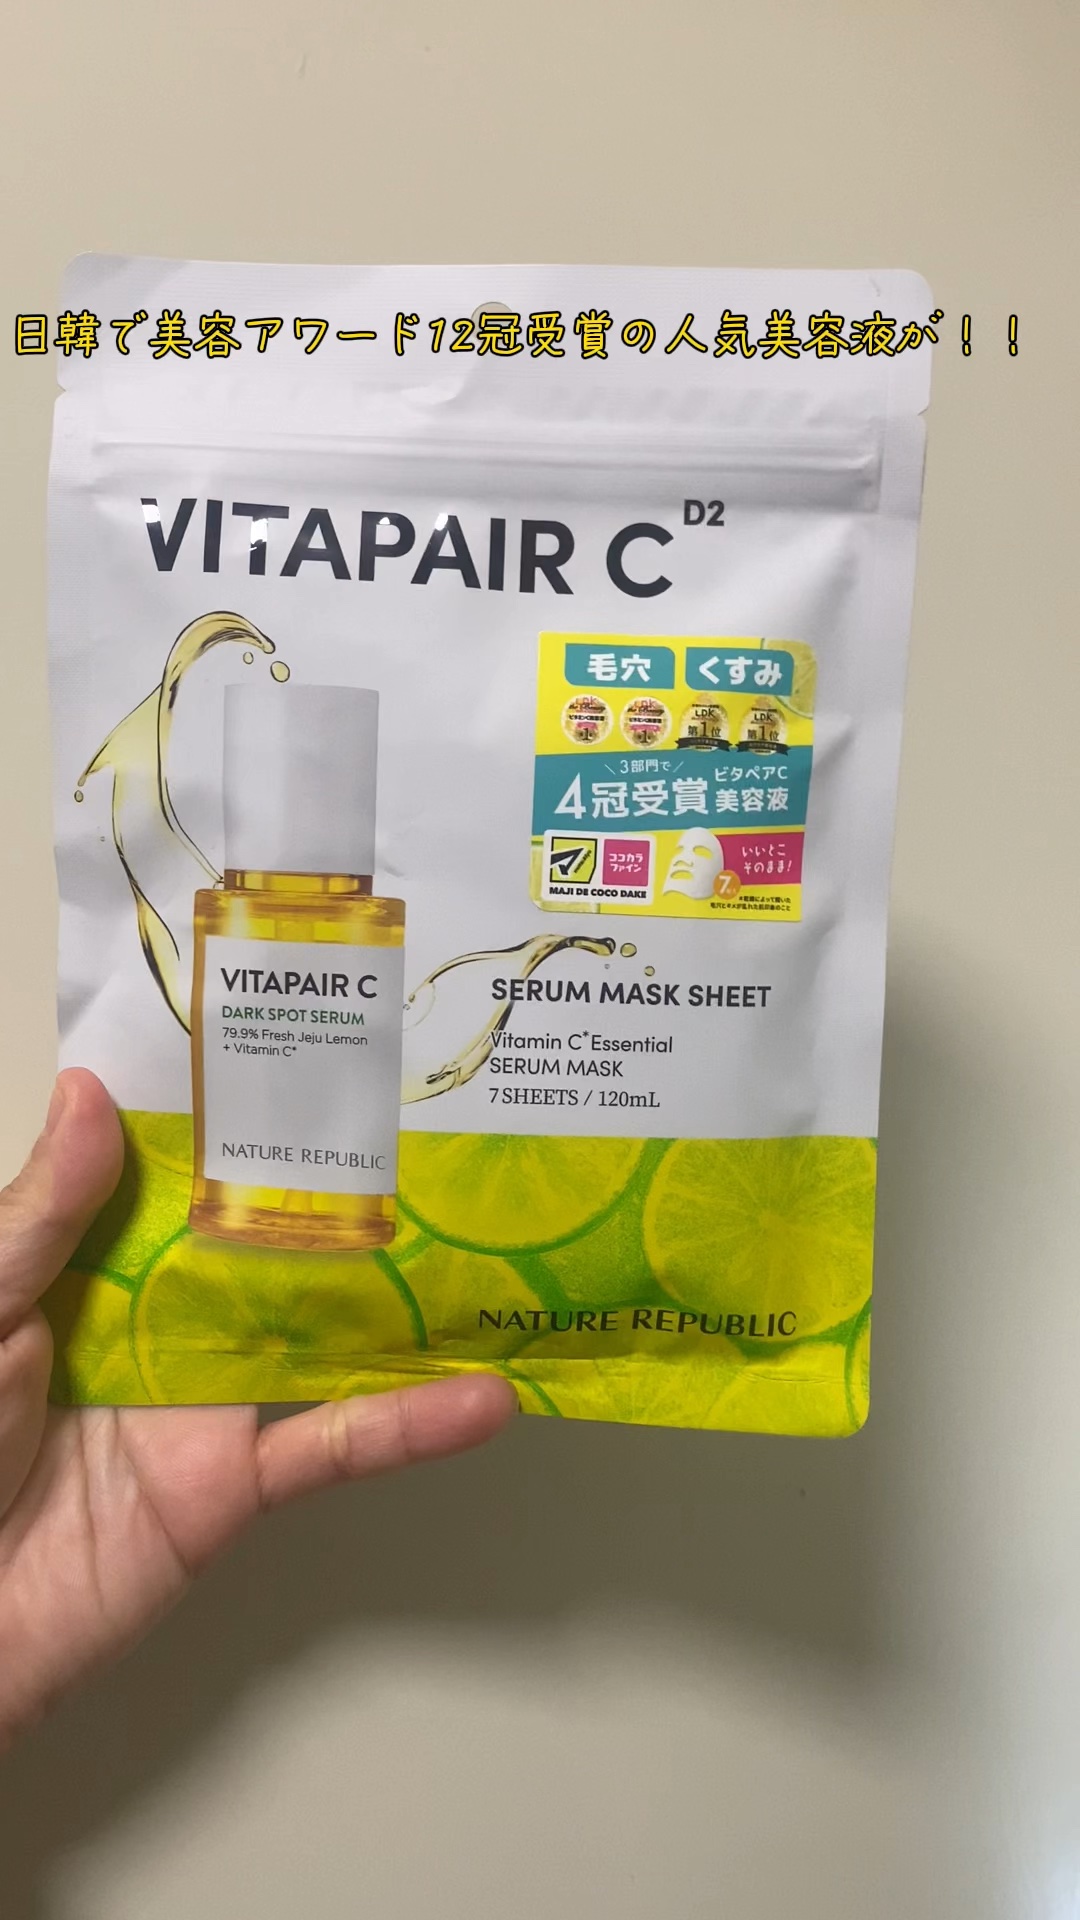 日韓で美容アワード12冠受賞の人気美容液が！！
VITAPAIR C D2
毛穴 くすみ
LDK 第1位
LDK 第1位
＼3部門で／
4冠受賞 ビタペアC 美容液
ココカラファイン
MAJI DE COCO DAKE
いいとこ
そのまま!
VITAPAIR C
DARK SPOT SERUM
79.9% Fresh Jeju Lemon
+ Vitamin C*
NATURE REPUBLIC
SERUM MASK SHEET
Vitamin C* Essential
SERUM MASK
7 SHEETS / 120mL
NATURE REPUBLIC